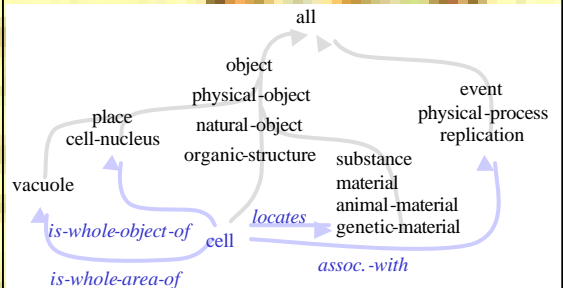 all
object
physical-object
natural-object
organic-structure
event
physical-process
replication
place
cell-nucleus
substance
material
animal-material
genetic-material
vacuole
is-whole-object-of
cell
locates
assoc.-with
is-whole-area-of